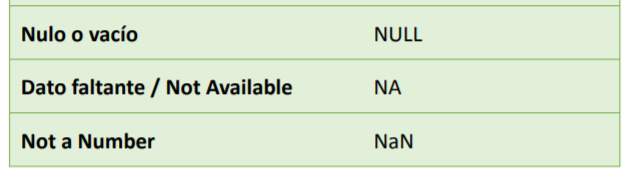 Nulo o vacío NULL
Dato faltante / Not Available NA
Not a Number NaN